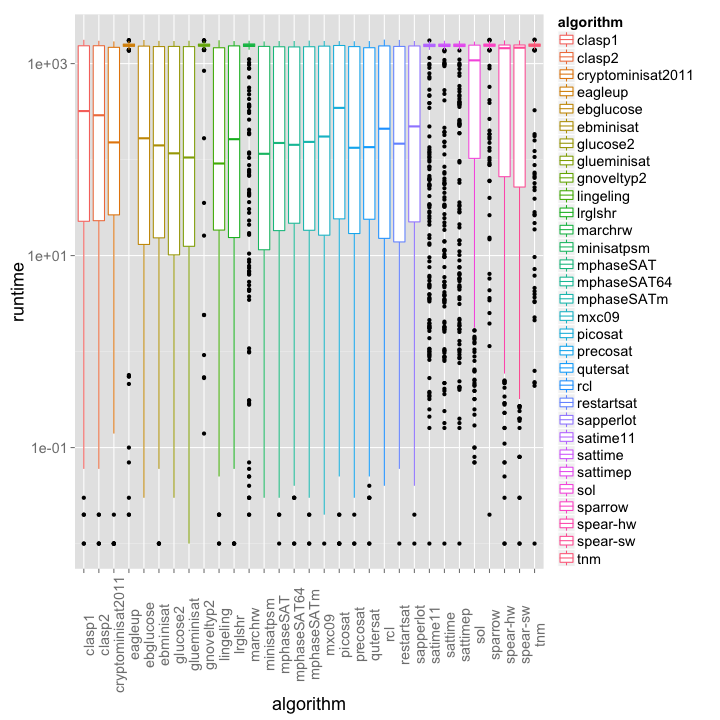 1e+03
1e+01
1e-01
runtime
clasp1
clasp2
cryptominisat2011
eagleup
ebglucose
ebminisat
glucose2
glueminisat
gnoveltyp2
lingeling
lrglshr
marchrw
minisatpsm
mphaseSAT
mphaseSAT64
mphaseSATm
mxc09
picosat
precosat
qutersat
rcl
restartsat
sapperlot
satime11
sattime
sattimep
sol
sparrow
spear-hw
spear-sw
tnm
algorithm
algorithm
clasp1
clasp2
cryptominisat2011
eagleup
ebglucose
ebminisat
glucose2
glueminisat
gnoveltyp2
lingeling
lrglshr
marchrw
minisatpsm
mphaseSAT
mphaseSAT64
mphaseSATm
mxc09
picosat
precosat
qutersat
rcl
restartsat
sapperlot
satime11
sattime
sattimep
sol
sparrow
spear-hw
spear-sw
tnm